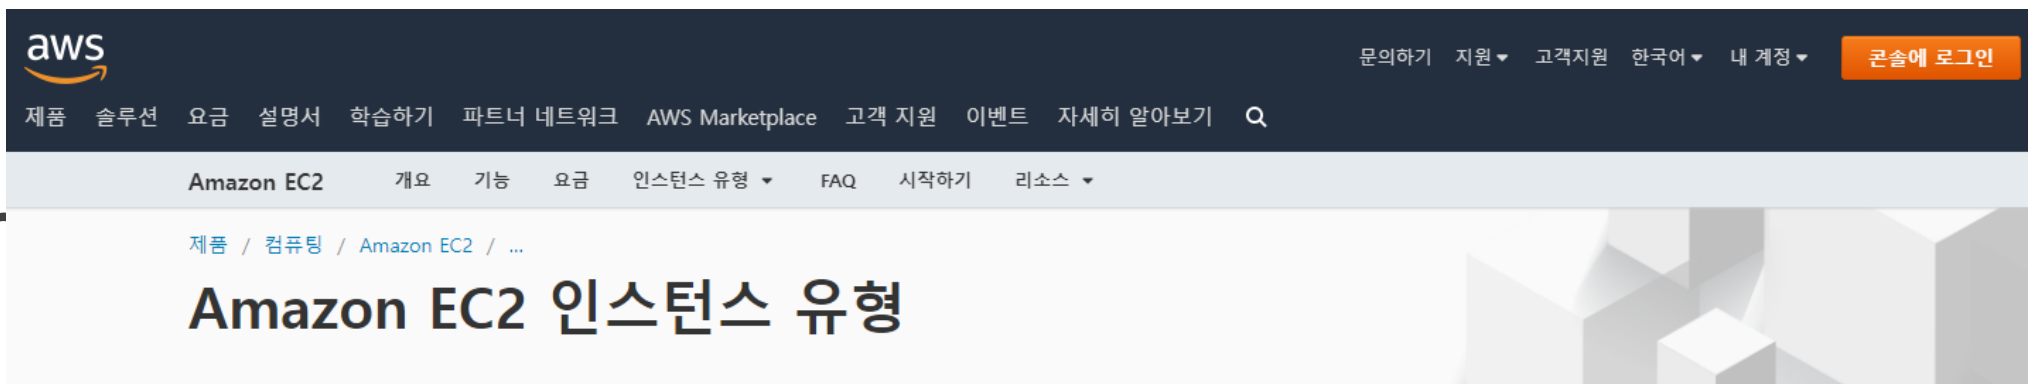 aws
문의하기 지원 고객지원 한국어 내 계정 콘솔에 로그인
제품 솔루션 요금 설명서 학습하기 파트너 네트워크 AWS Marketplace 고객 지원 이벤트 자세히 알아보기
Amazon EC2 개요 기능 요금 인스턴스 유형 FAQ 시작하기 리소스
제품 / 컴퓨팅 / Amazon EC2 / ...
Amazon EC2 인스턴스 유형